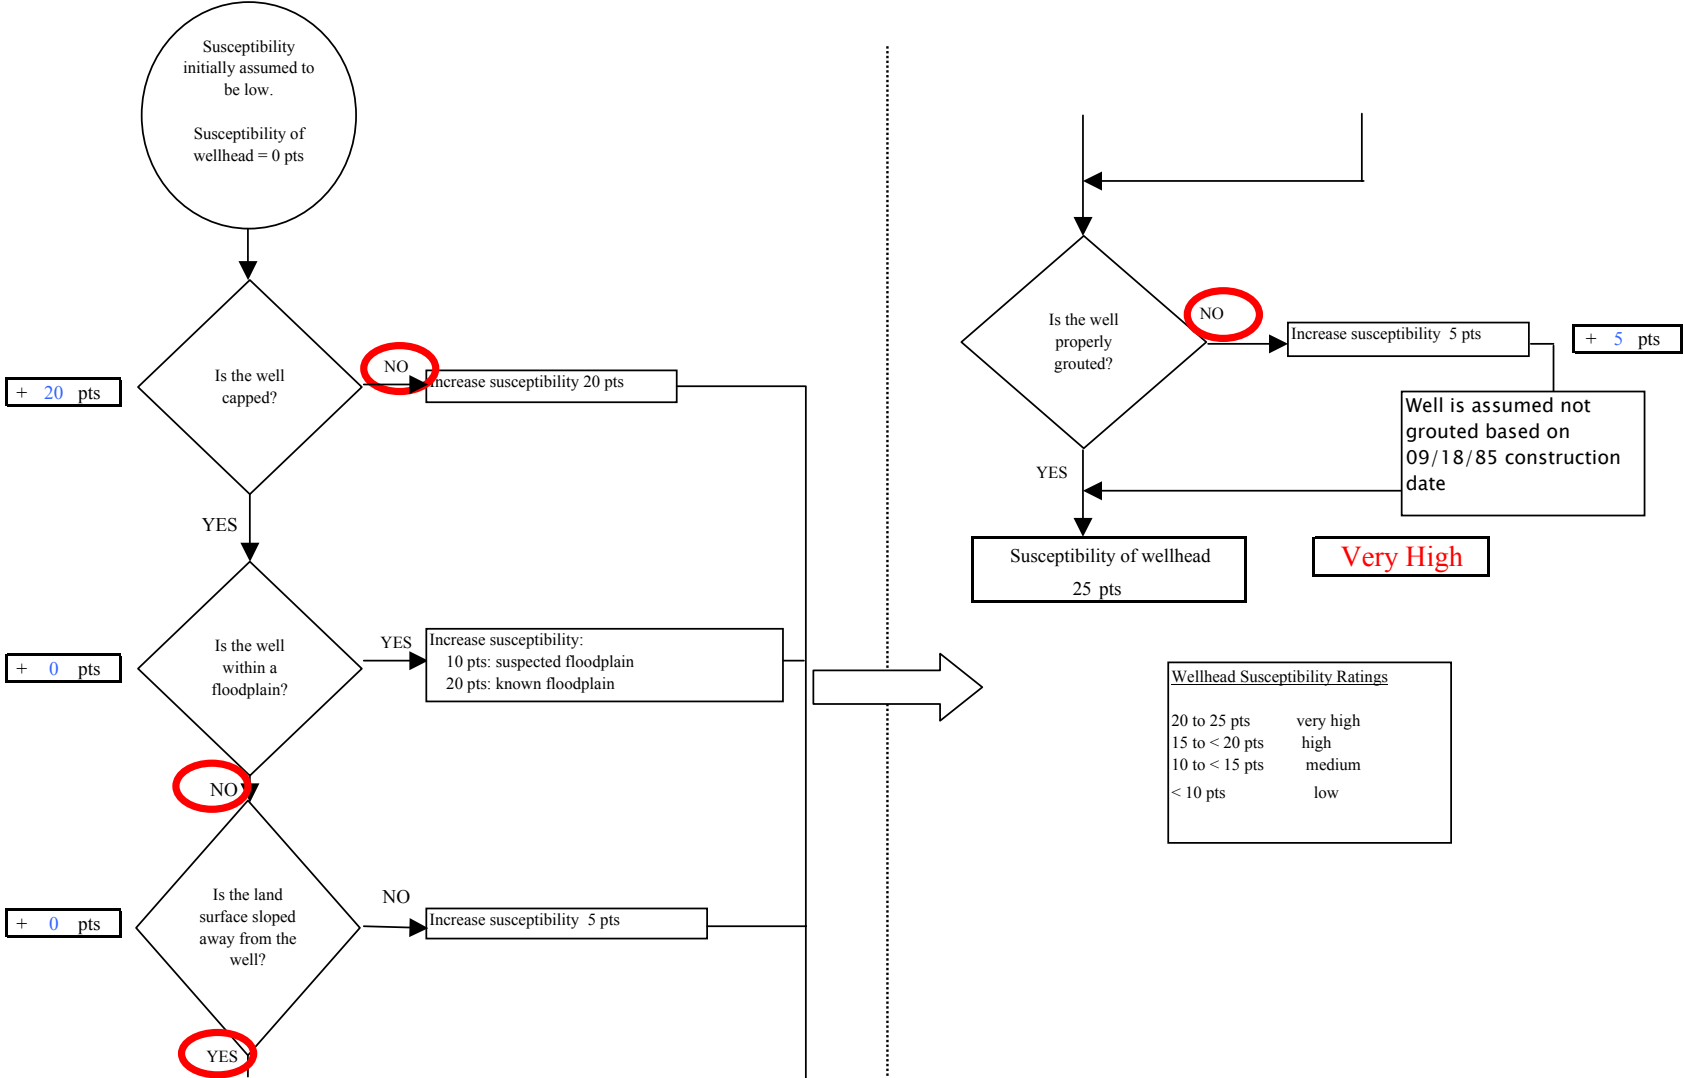 Susceptibility
initially assumed to
be low.
Susceptibility of
wellhead = 0 pts
Is the well
capped?
NO
Increase susceptibility 20 pts
+ 20 pts
YES
Is the well
within a
floodplain?
YES
Increase susceptibility:
10 pts: suspected floodplain
20 pts: known floodplain
+ 0 pts
NO
Is the land
surface sloped
away from the
well?
NO
Increase susceptibility 5 pts
+ 0 pts
YES
Is the well
properly
grouted?
NO
Increase susceptibility 5 pts
+ 5 pts
Well is assumed not
grouted based on
09/18/85 construction
date
YES
Susceptibility of wellhead
25 pts
Very High
Wellhead Susceptibility Ratings
20 to 25 pts very high
15 to < 20 pts high
10 to < 15 pts medium
< 10 pts low